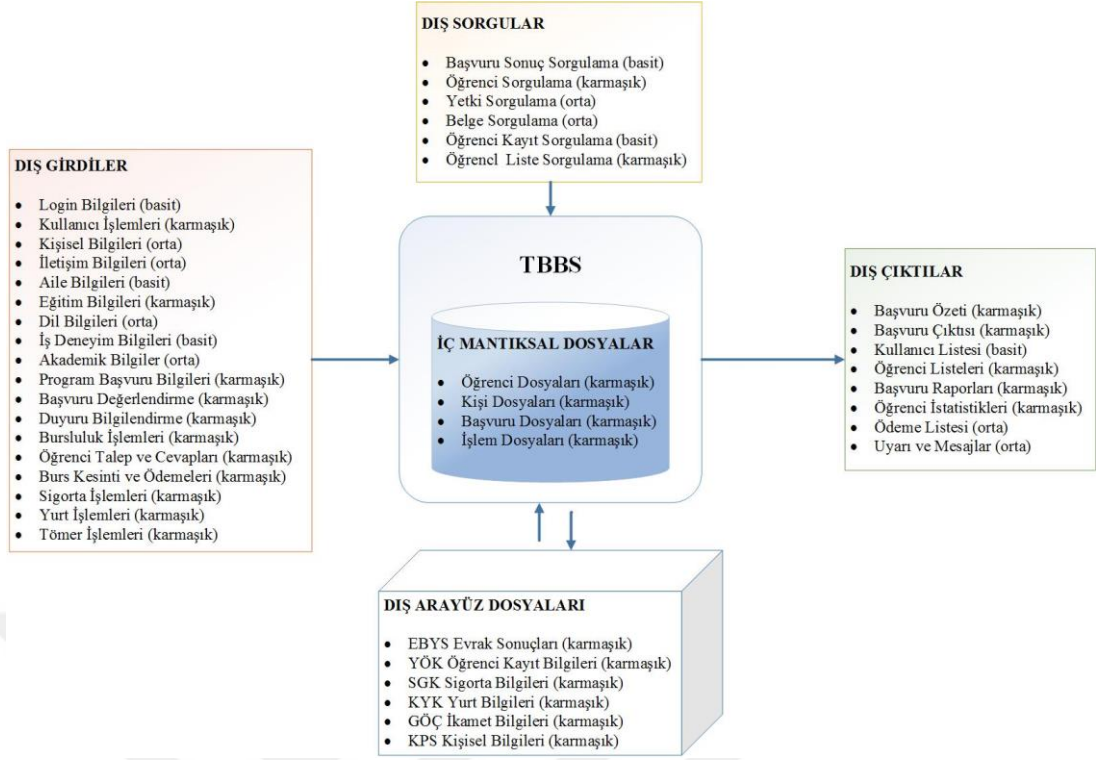 DIŞ SORGULAR
• Başvuru Sonuç Sorgulama (basit)
• Öğrenci Sorgulama (karmaşık)
• Yetki Sorgulama (orta)
• Belge Sorgulama (orta)
• Öğrenci Kayıt Sorgulama (basit)
• Öğrencl Liste Sorgulama (karmaşık)
DIŞ GİRDİLER
• Login Bilgileri (basit)
• Kullanıcı İşlemleri (karmaşık)
• Kişisel Bilgileri (orta)
• İletişim Bilgileri (orta)
• Aile Bilgileri (basit)
• Eğitim Bilgileri (karmaşık)
• Dil Bilgileri (orta)
• İş Deneyim Bilgileri (basit)
• Akademik Bilgiler (orta)
• Program Başvuru Bilgileri (karmaşık)
• Başvuru Değerlendirme (karmaşık)
• Duyuru Bilgilendirme (karmaşık)
• Bursluluk İşlemleri (karmaşık)
• Öğrenci Talep ve Cevapları (karmaşık)
• Burs Kesinti ve Ödemeleri (karmaşık)
• Sigorta İşlemleri (karmaşık)
• Yurt İşlemleri (karmaşık)
• Tömer İşlemleri (karmaşık)
TBBS
İÇ MANTIKSAL DOSYALAR
• Öğrenci Dosyaları (karmaşık)
• Kişi Dosyaları (karmaşık)
• Başvuru Dosyaları (karmaşık)
• İşlem Dosyaları (karmaşık)
DIŞ ÇIKTILAR
• Başvuru Özeti (karmaşık)
• Başvuru Çıktısı (karmaşık)
• Kullanıcı Listesi (basit)
• Öğrenci Listeleri (karmaşık)
• Başvuru Raporları (karmaşık)
• Öğrenci İstatistikleri (karmaşık)
• Ödeme Listesi (orta)
• Uyarı ve Mesajlar (orta)
DIŞ ARAYÜZ DOSYALARI
• EBYS Evrak Sonuçları (karmaşık)
• YÖK Öğrenci Kayıt Bilgileri (karmaşık)
• SGK Sigorta Bilgileri (karmaşık)
• KYK Yurt Bilgileri (karmaşık)
• GÖÇ İkamet Bilgileri (karmaşık)
• KPS Kişisel Bilgileri (karmaşık)